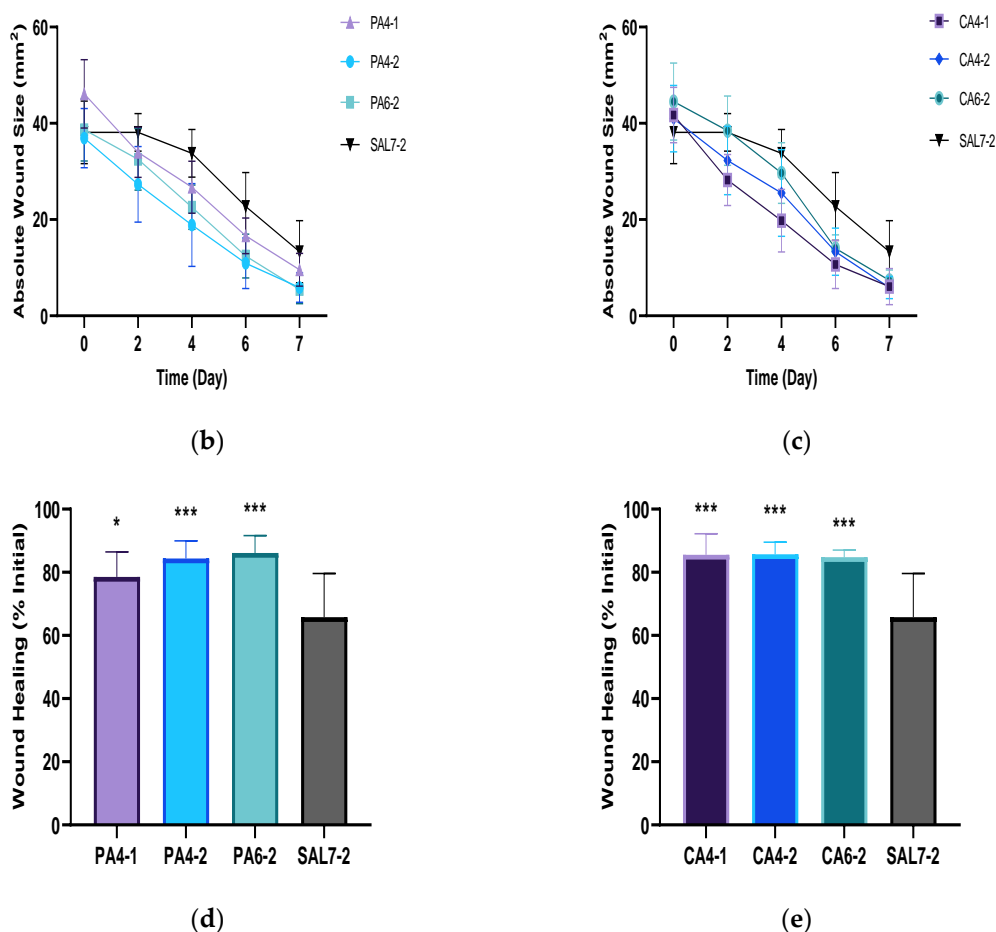 Absolute Wound Size (mm²)
60
40
20
0
0 2 4 6 7
Time (Day)
PA4-1
PA4-2
PA6-2
SAL7-2
(b)
Absolute Wound Size (mm²)
60
40
20
0
0 2 4 6 7
Time (Day)
CA4-1
CA4-2
CA6-2
SAL7-2
(c)
Wound Healing (% Initial)
100
80
60
40
20
0
* *** ***
PA4-1 PA4-2 PA6-2 SAL7-2
(d)
Wound Healing (% Initial)
100
80
60
40
20
0
*** *** ***
CA4-1 CA4-2 CA6-2 SAL7-2
(e)